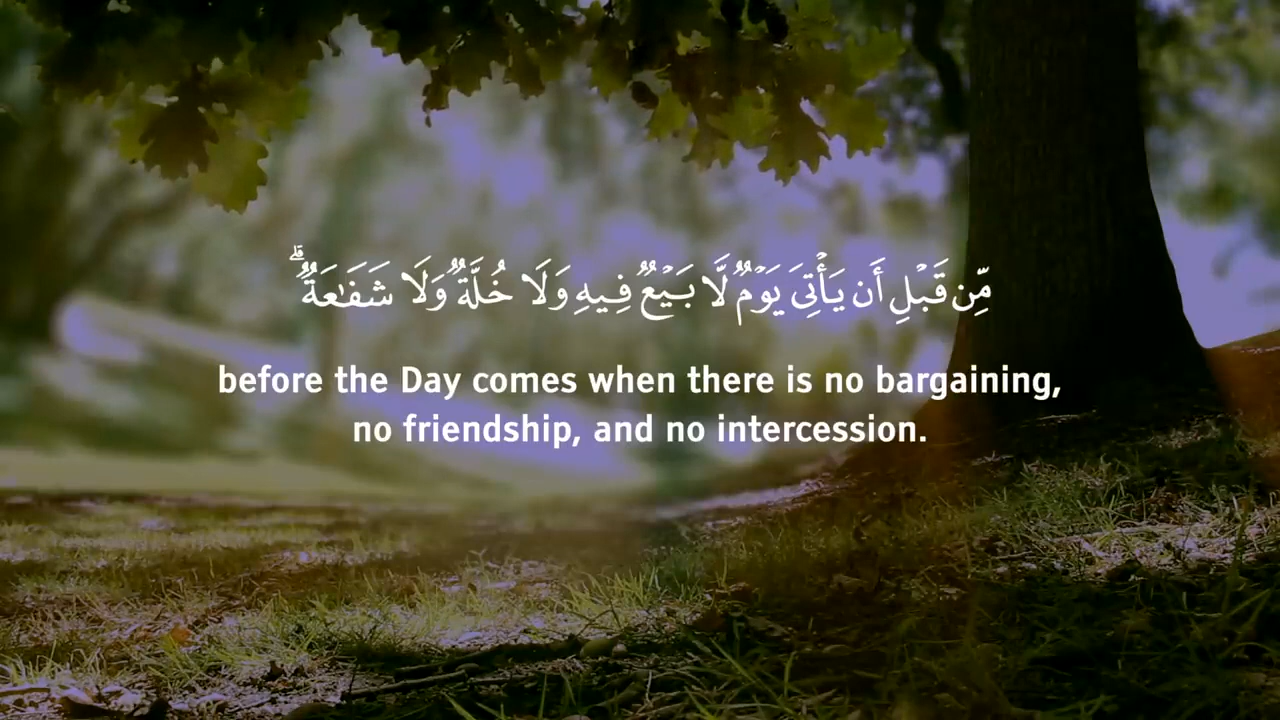 مِّن قَبْلِ أَن يَأْتِىَ يَوْمٌ لَّا بَيْعٌ فِيهِ وَلَا خُلَّةٌ وَلَا شَفَـٰعَةٌ ۗ
before the Day comes when there is no bargaining,
no friendship, and no intercession.